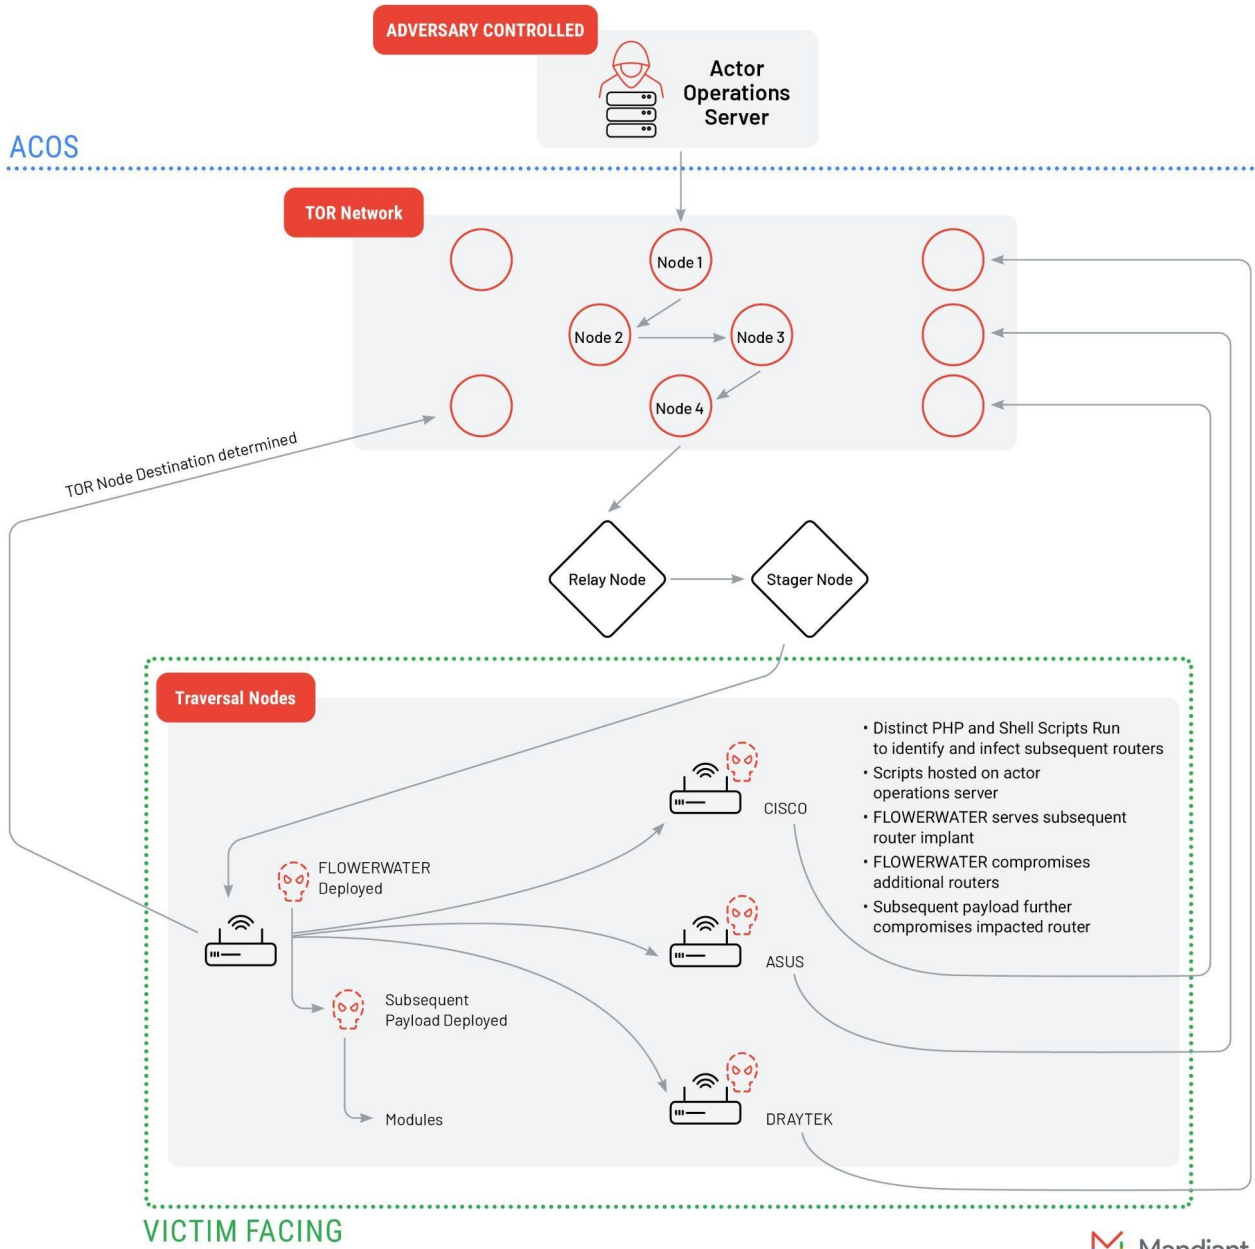 ADVERSARY CONTROLLED
Actor
Operations
Server
ACOS
TOR Network
Node 1
Node 2
Node 3
Node 4
TOR Node Destination determined
Relay Node
Stager Node
Traversal Nodes
• Distinct PHP and Shell Scripts Run
to identify and infect subsequent routers
• Scripts hosted on actor
operations server
• FLOWERWATER serves subsequent
router implant
• FLOWERWATER compromises
additional routers
• Subsequent payload further
compromises impacted router
CISCO
FLOWERWATER
Deployed
ASUS
Subsequent
Payload Deployed
Modules
DRAYTEK
VICTIM FACING
Mandiant